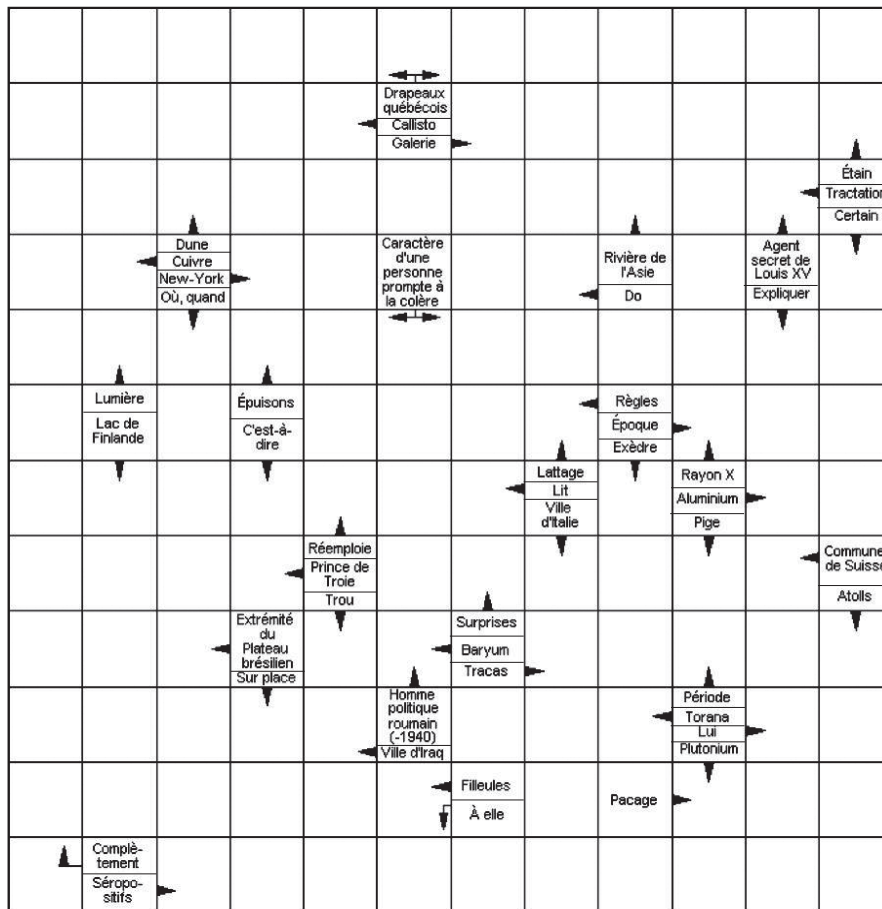 Drapeaux
québécois
Callisto
Galerie
Étain
Tractation
Certain
Dune
Cuivre
New-York
Où, quand
Caractère
d'une
personne
prompte à
la colère
Rivière de
l'Asie
Do
Agent
secret de
Louis XV
Expliquer
Lumière
Lac de
Finlande
Épuisons
C'est-à-
dire
Règles
Époque
Exèdre
Lattage
Lit
Ville
d'Italie
Rayon X
Aluminium
Pige
Réemploie
Prince de
Troie
Trou
Commune
de Suisse
Atolls
Extrémité
du
Plateau
brésilien
Sur place
Surprises
Baryum
Tracas
Homme
politique
roumain
(-1940)
Ville d'Iraq
Période
Torana
Lui
Plutonium
Filleules
À elle
Pacage
Complè-
tement
Séropo-
sitifs